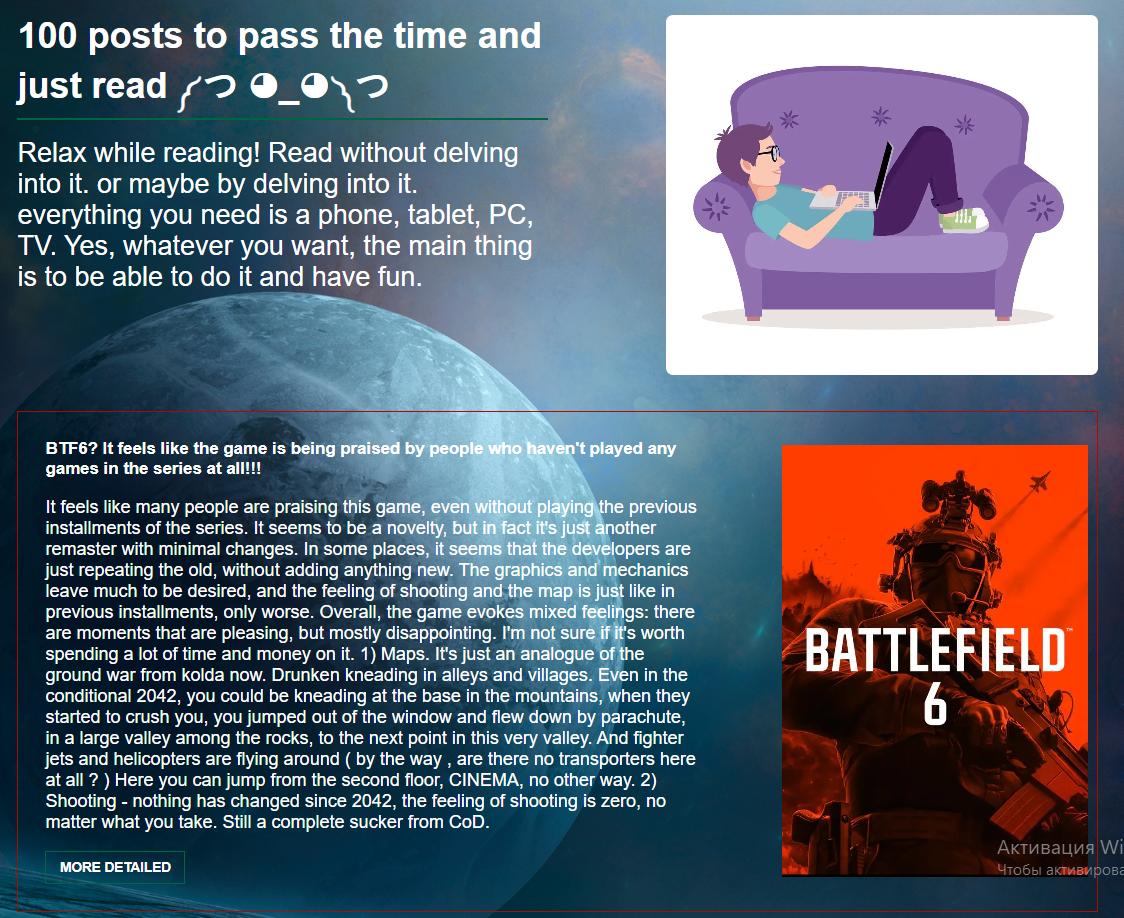 100 posts to pass the time and
just read ༼つ ◕_◕༽つ
Relax while reading! Read without delving
into it. or maybe by delving into it.
everything you need is a phone, tablet, PC,
TV. Yes, whatever you want, the main thing
is to be able to do it and have fun.
BTF6? It feels like the game is being praised by people who haven't played any
games in the series at all!!!
It feels like many people are praising this game, even without playing the previous
installments of the series. It seems to be a novelty, but in fact it's just another
remaster with minimal changes. In some places, it seems that the developers are
just repeating the old, without adding anything new. The graphics and mechanics
leave much to be desired, and the feeling of shooting and the map is just like in
previous installments, only worse. Overall, the game evokes mixed feelings: there
are moments that are pleasing, but mostly disappointing. I'm not sure if it's worth
spending a lot of time and money on it. 1) Maps. It's just an analogue of the
ground war from kolda now. Drunken kneading in alleys and villages. Even in the
conditional 2042, you could be kneading at the base in the mountains, when they
started to crush you, you jumped out of the window and flew down by parachute,
in a large valley among the rocks, to the next point in this very valley. And fighter
jets and helicopters are flying around ( by the way , are there no transporters here
at all ? ) Here you can jump from the second floor, CINEMA, no other way. 2)
Shooting - nothing has changed since 2042, the feeling of shooting is zero, no
matter what you take. Still a complete sucker from CoD.
MORE DETAILED
BATTLEFIELD™
6
Активация Wi
Чтобы активирова